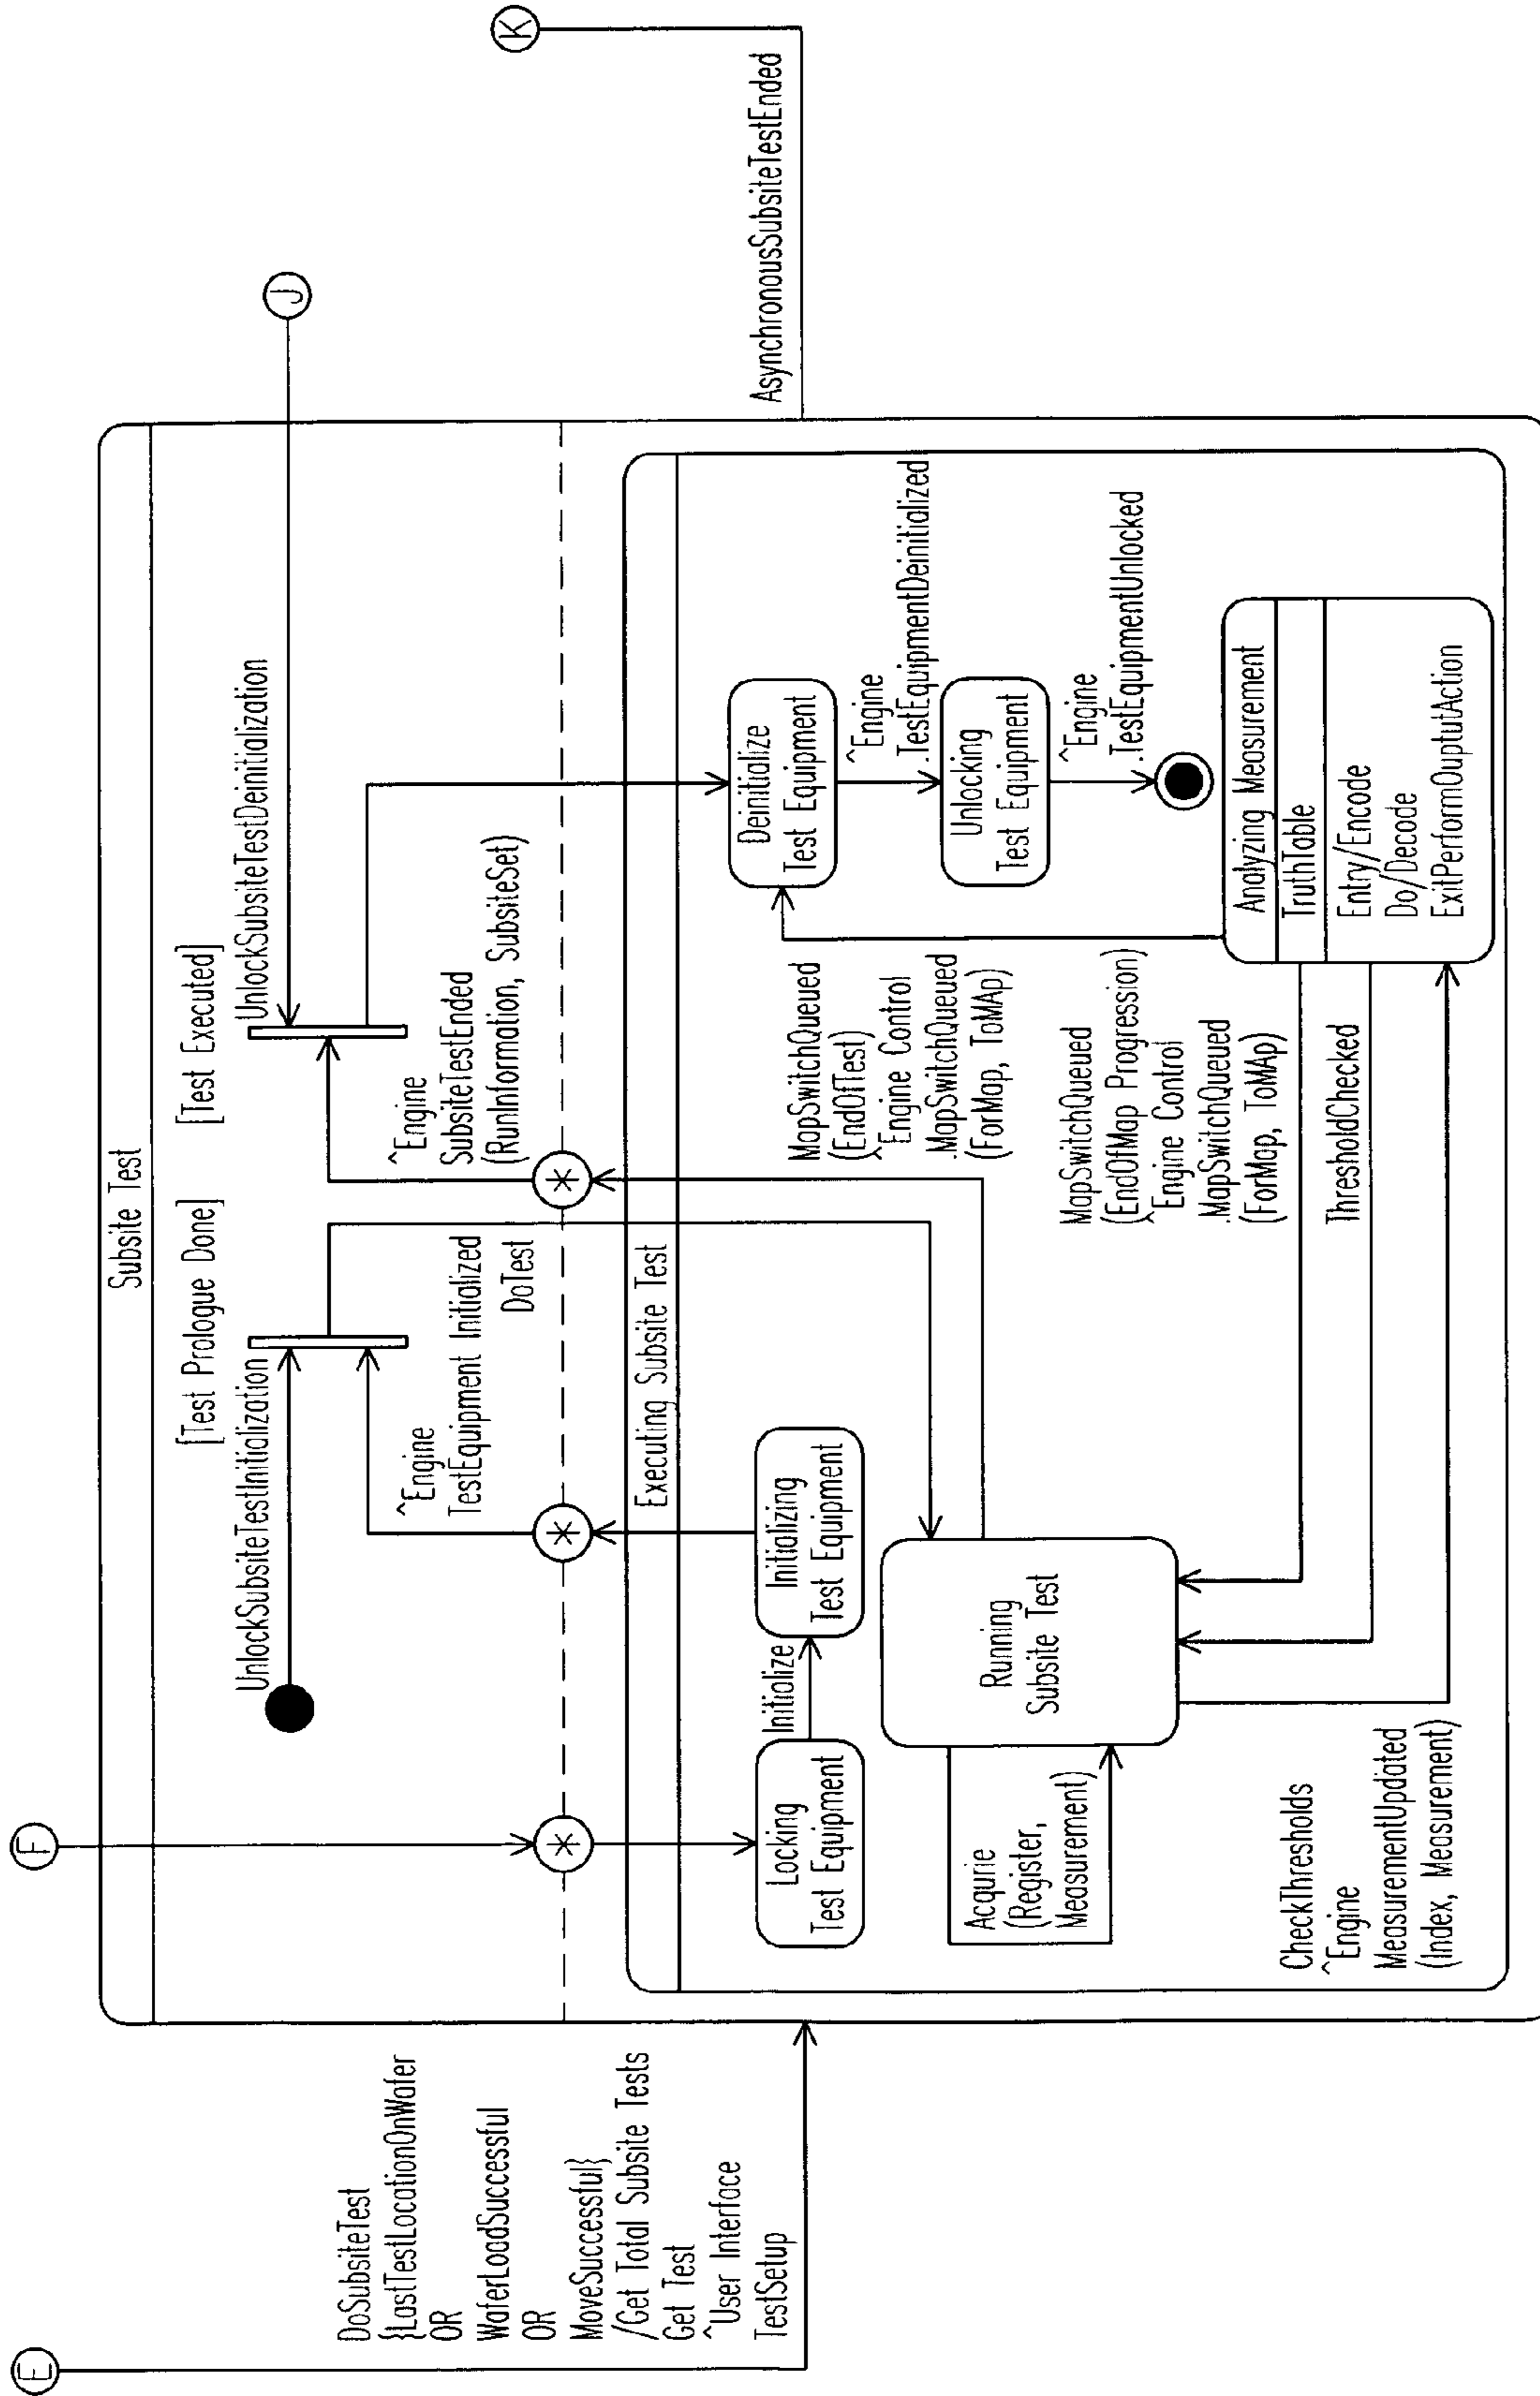 E
F
DoSubsiteTest
{LastTestLocationOnWafer
OR
WaferLoadSuccessful
OR
MoveSuccessful}
/Get Total Subsite Tests
Get Test
^User Interface
TestSetup
Subsite Test
[Test Prologue Done]
[Test Executed]
UnlockSubsiteTestInitialization
UnlockSubsiteTestDeinitialization
J
^Engine
TestEquipment Initialized
DoTest
^Engine
SubsiteTestEnded
(RunInformation, SubsiteSet)
*
*
*
Executing Subsite Test
Locking
Test Equipment
Initiolize
Initializing
Test Equipment
Deinitialize
Test Equipment
^Engine
.TestEquipmentDeinitialized
Unlocking
Test Equipment
^Engine
.TestEquipmentUnlocked
MapSwitchQueued
(EndOfTest)
^Engine Control
.MapSwitchQueued
(ForMap, ToMAp)
Running
Subsite Test
Acqurie
(Register,
Measurement)
MapSwitchQueued
(EndOfMap Progression)
^Engine Control
.MapSwitchQueued
(ForMap, ToMAp)
ThresholdChecked
CheckThresholds
^Engine
MeasurementUpdated
(Index, Measurement)
Analyzing Measurement
TruthTable
Entry/Encode
Do/Decode
ExitPerformOuptutAction
AsynchronousSubsiteTestEnded
K